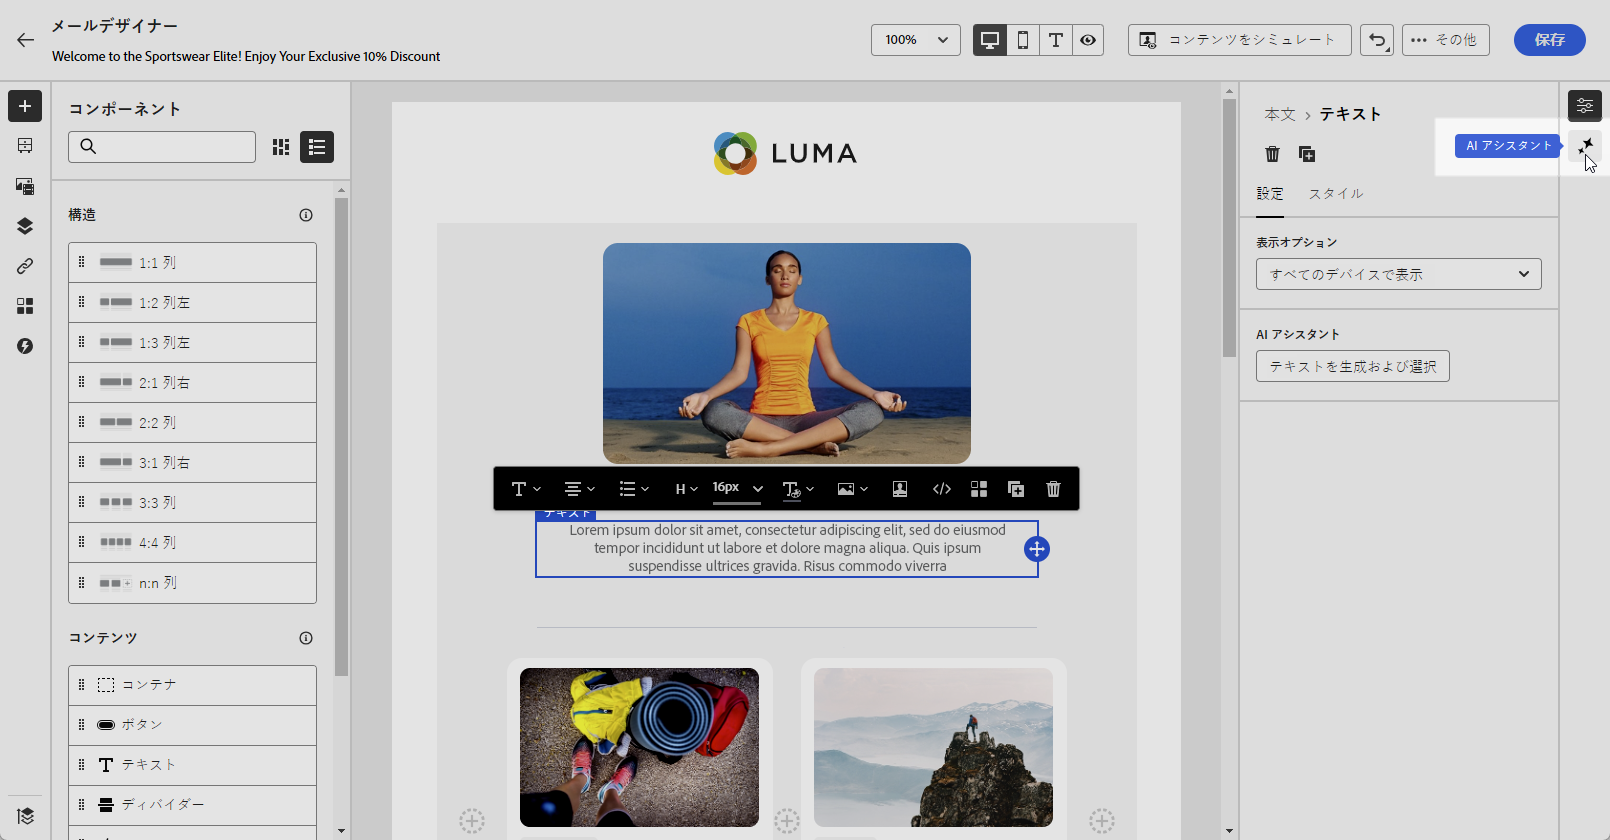 メールデザイナー
Welcome to the Sportswear Elite! Enjoy Your Exclusive 10% Discount
100%
コンテンツをシミュレート
その他
保存
コンポーネント
構造
1:1 列
1:2 列左
1:3 列左
2:1 列右
2:2 列
3:1 列右
3:3 列
4:4 列
n:n 列
コンテンツ
コンテナ
ボタン
テキスト
ディバイダー
LUMA
H
16px
テキスト
Lorem ipsum dolor sit amet, consectetur adipiscing elit, sed do eiusmod
tempor incididunt ut labore et dolore magna aliqua. Quis ipsum
suspendisse ultrices gravida. Risus commodo viverra
本文 > テキスト
AI アシスタント
設定
スタイル
表示オプション
すべてのデバイスで表示
AI アシスタント
テキストを生成および選択